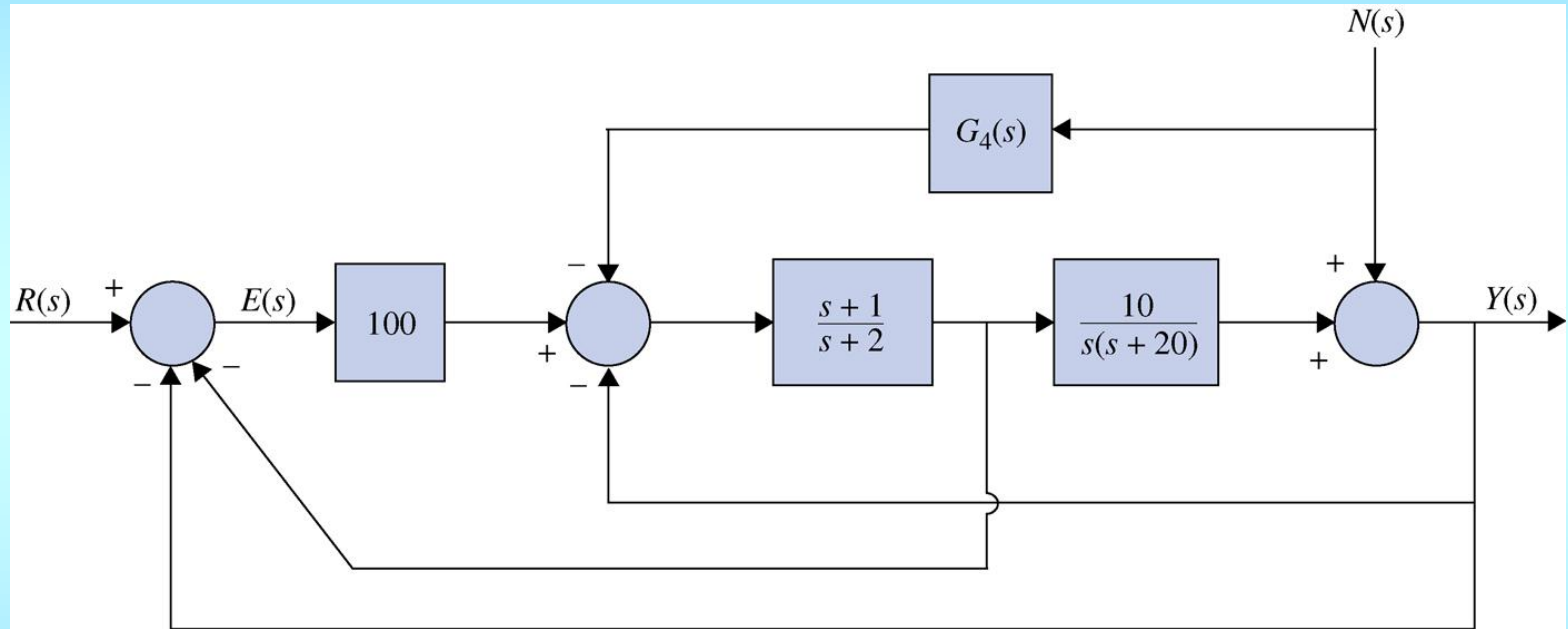 N(s)
G₄(s)
− +
R(s) + E(s) 100 + s + 1 10 Y(s)
s + 2 s(s + 20)
− − − +